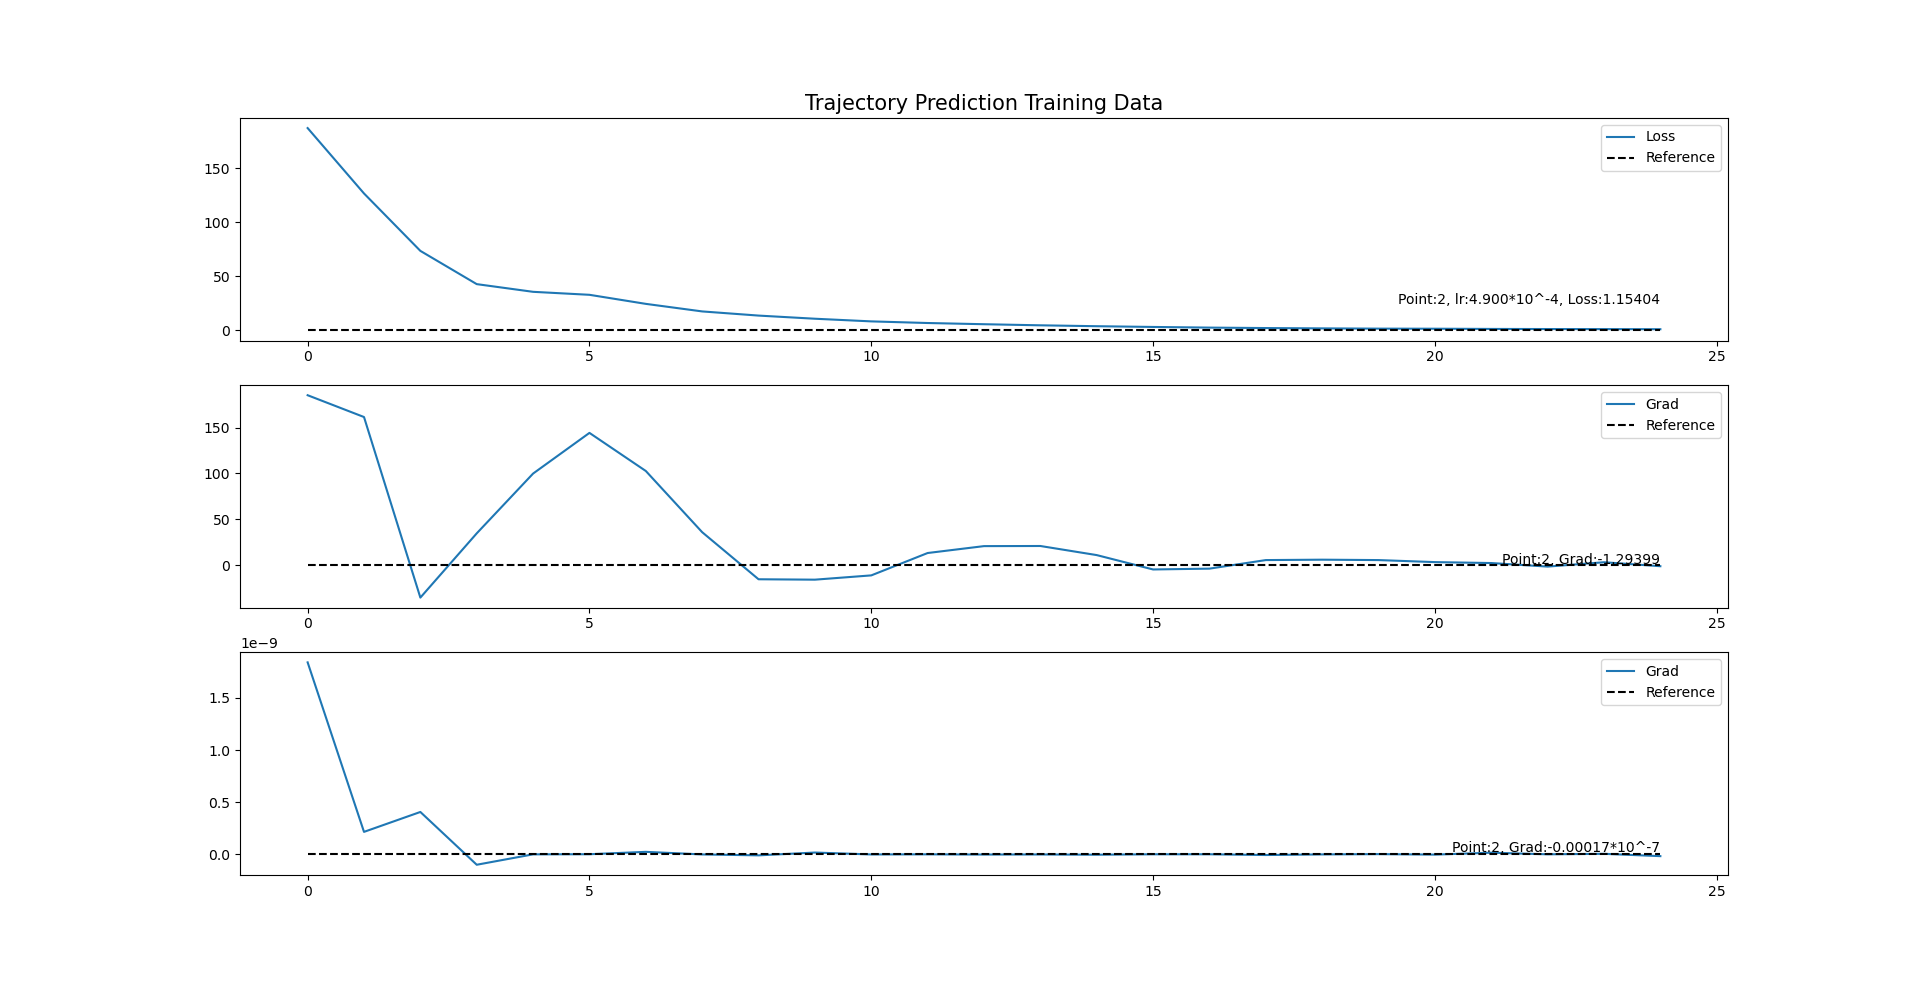 Trajectory Prediction Training Data
150
100
50
0
Loss
Reference
Point:2, lr:4.900*10^-4, Loss:1.15404
0 5 10 15 20 25
150
100
50
0
Grad
Reference
Point:2, Grad:-1.29399
0 5 10 15 20 25
1e−9
1.5
1.0
0.5
0.0
Grad
Reference
Point:2, Grad:-0.00017*10^-7
0 5 10 15 20 25